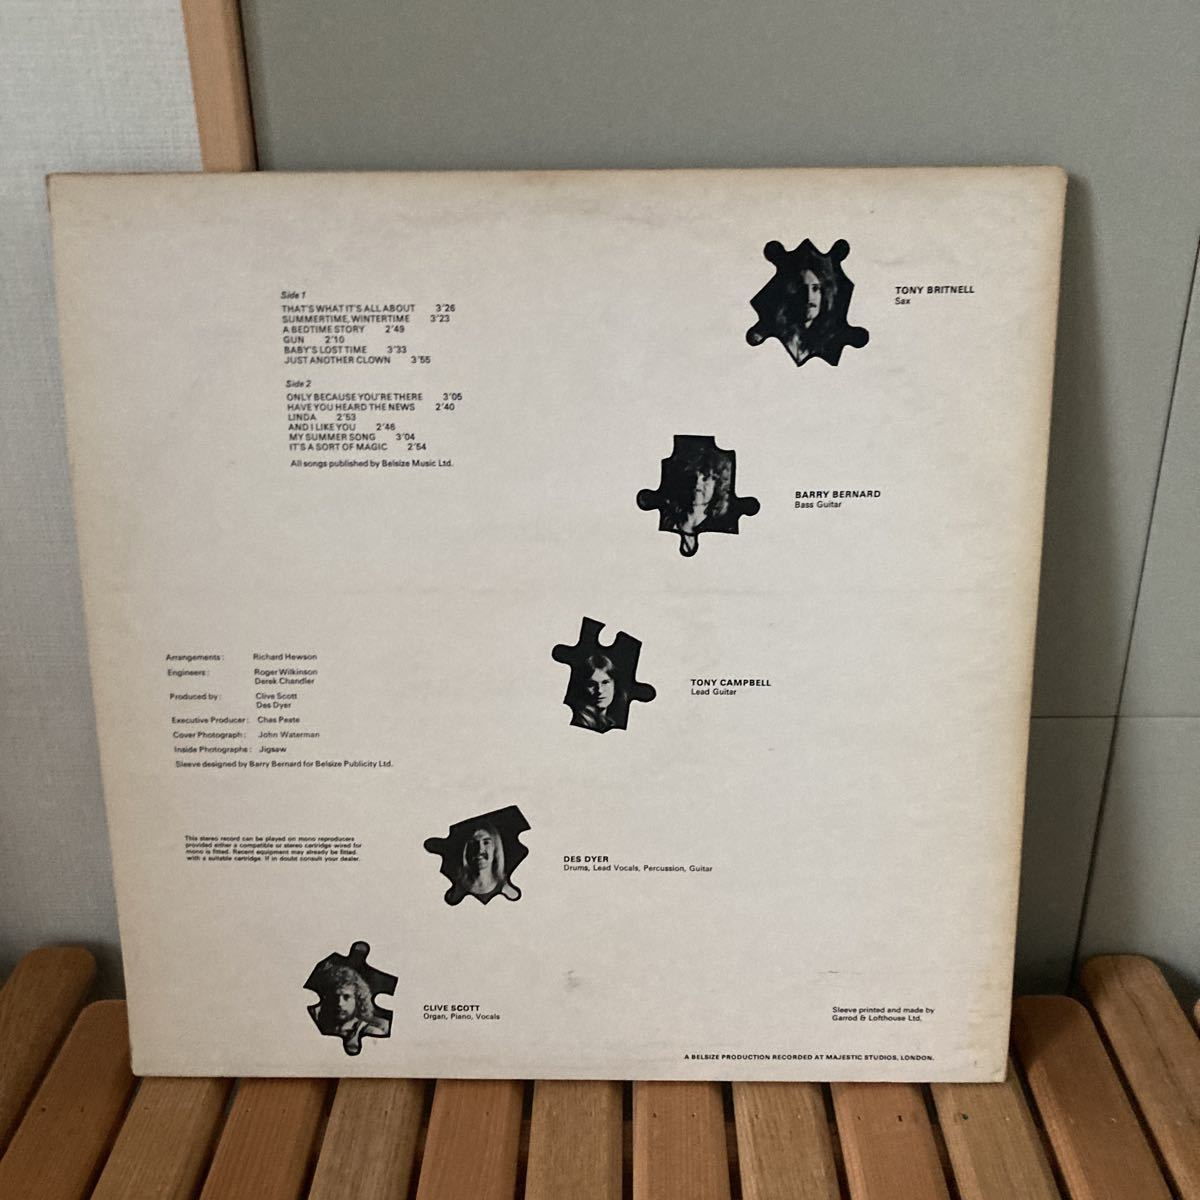 Side 1
THAT'S WHAT IT'S ALL ABOUT 3'26
SUMMERTIME, WINTERTIME 3'23
A BEDTIME STORY 2'49
GUN 2'10
BABY'S LOST TIME 3'33
JUST ANOTHER CLOWN 3'55
Side 2
ONLY BECAUSE YOU'RE THERE 3'05
HAVE YOU HEARD THE NEWS 2'40
LINDA 2'53
AND I LIKE YOU 2'46
MY SUMMER SONG 3'04
IT'S A SORT OF MAGIC 2'54
All songs published by Belsize Music Ltd.
TONY BRITNELL
Sax
BARRY BERNARD
Bass Guitar
TONY CAMPBELL
Lead Guitar
Arrangements: Richard Hewson
Engineers: Roger Wilkinson
Derek Chandler
Produced by: Clive Scott
Des Dyer
Executive Producer: Chas Peate
Cover Photograph: John Waterman
Inside Photographs: Jigsaw
Sleeve designed by Barry Bernard for Belsize Publicity Ltd.
This stereo record can be played on mono reproducers
provided either a compatible or stereo cartridge wired for
mono is fitted. Recent equipment may already be fitted
with a suitable cartridge. If in doubt consult your dealer.
DES DYER
Drums, Lead Vocals, Percussion, Guitar
CLIVE SCOTT
Organ, Piano, Vocals
Sleeve printed and made by
Garrod & Lofthouse Ltd.
A BELSIZE PRODUCTION RECORDED AT MAJESTIC STUDIOS, LONDON.